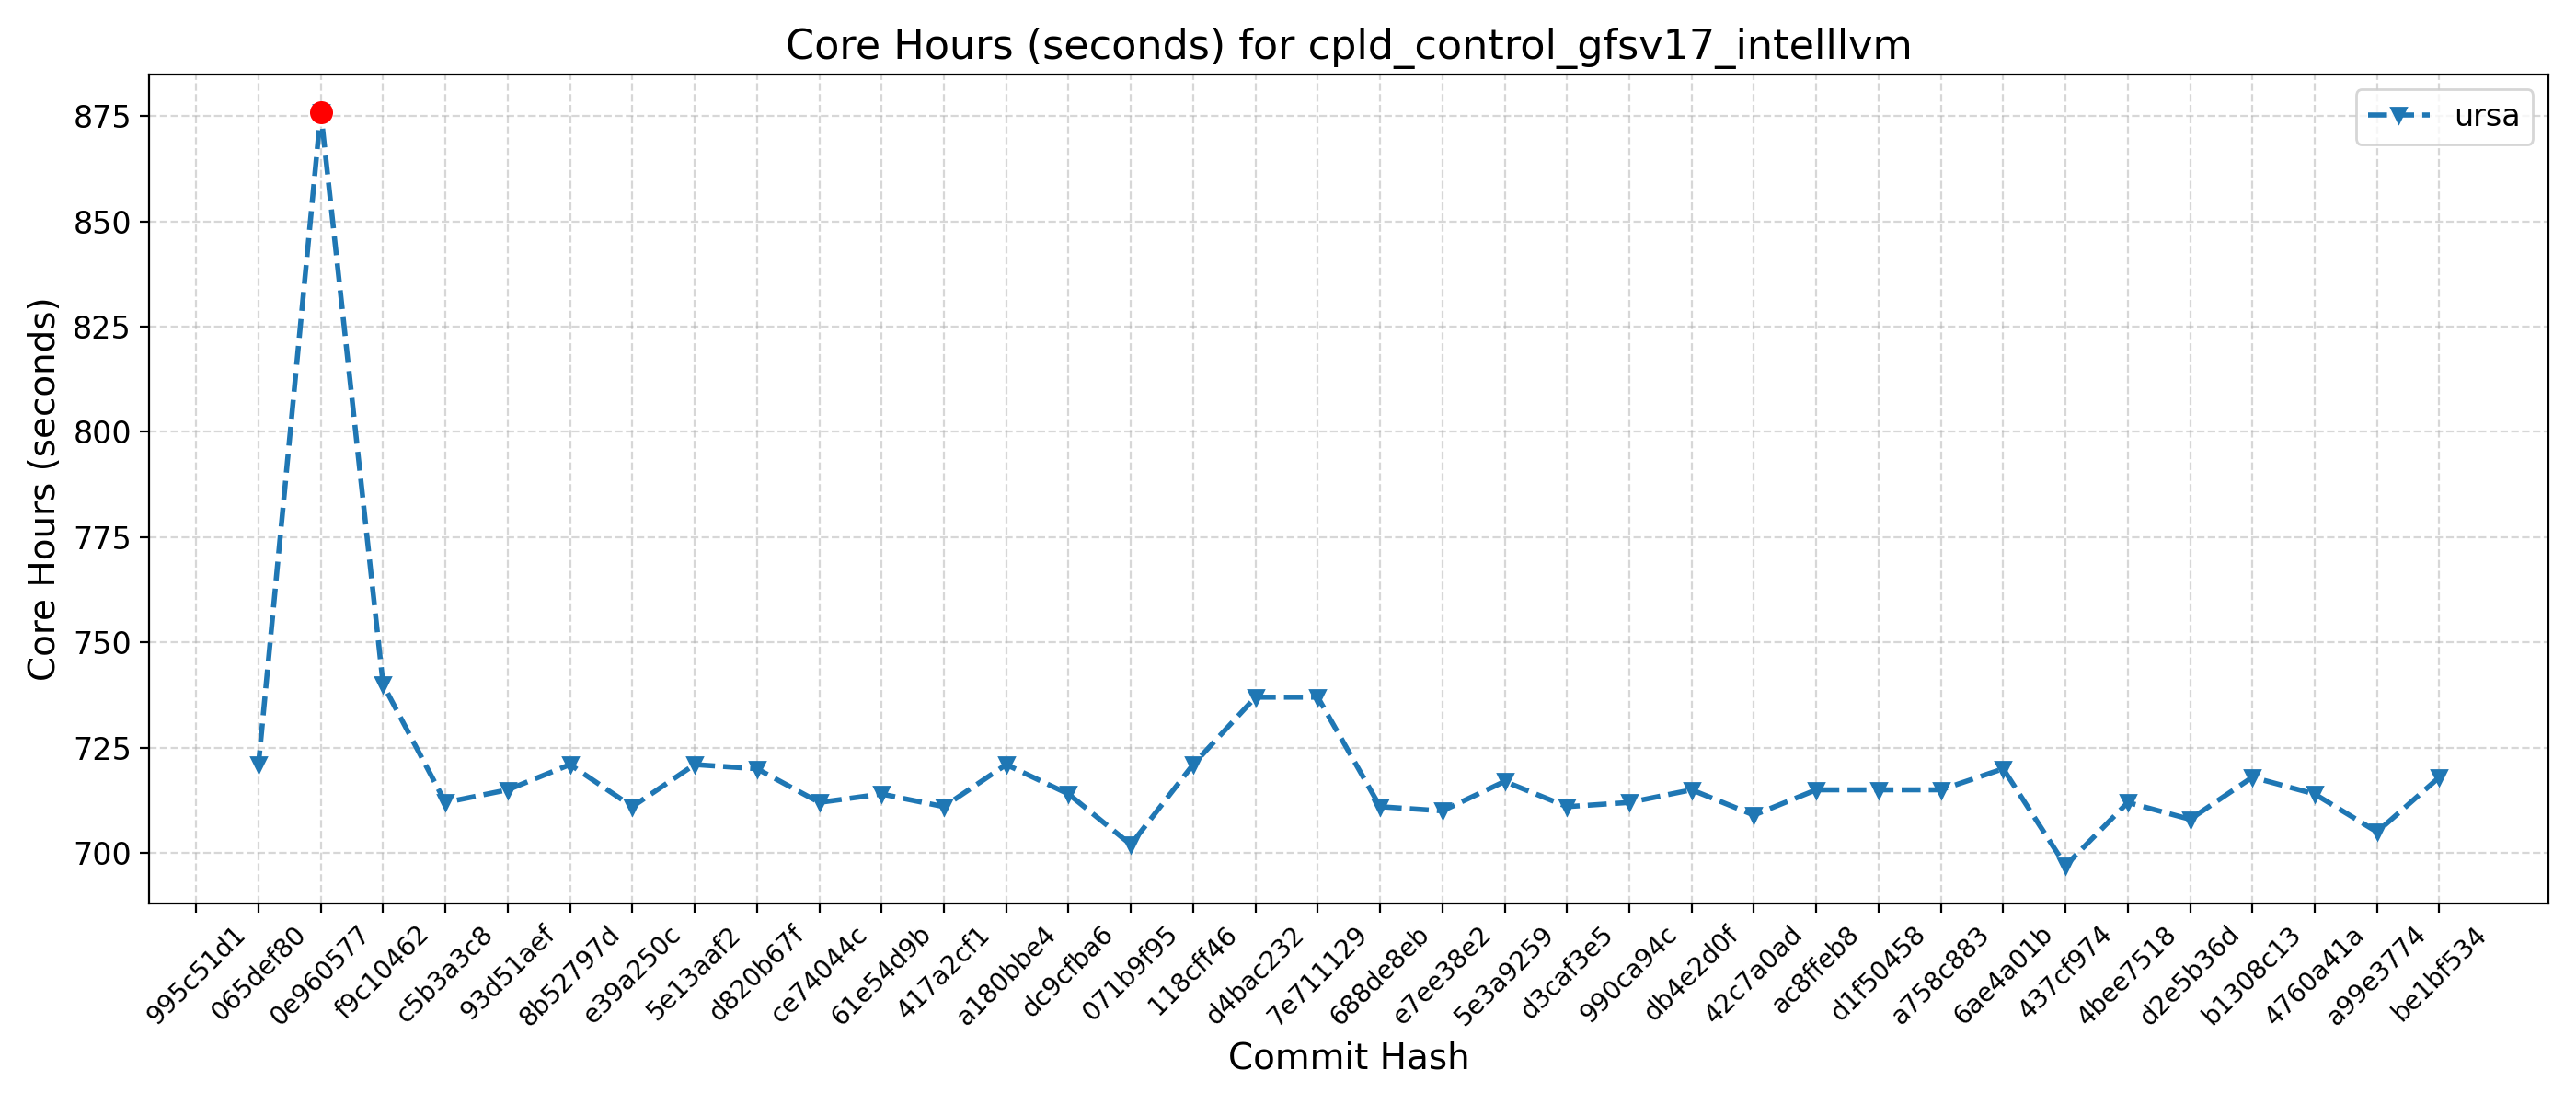 Core Hours (seconds) for cpld_control_gfsv17_intelllvm
ursa
Core Hours (seconds)
875
850
825
800
775
750
725
700
995c51d1
065def80
0e960577
f9c10462
c5b3a3c8
93d51aef
8b52797d
e39a250c
5e13aaf2
d820b67f
ce74044c
61e54d9b
417a2cf1
a180bbe4
dc9cfba6
071b9f95
118cff46
d4bac232
7e711129
688de8eb
e7ee38e2
5e3a9259
d3caf3e5
990ca94c
db4e2d0f
42c7a0ad
ac8ffeb8
d1f50458
a758c883
6ae4a01b
437cf974
4bee7518
d2e5b36d
b1308c13
4760a41a
a99e3774
be1bf534
Commit Hash